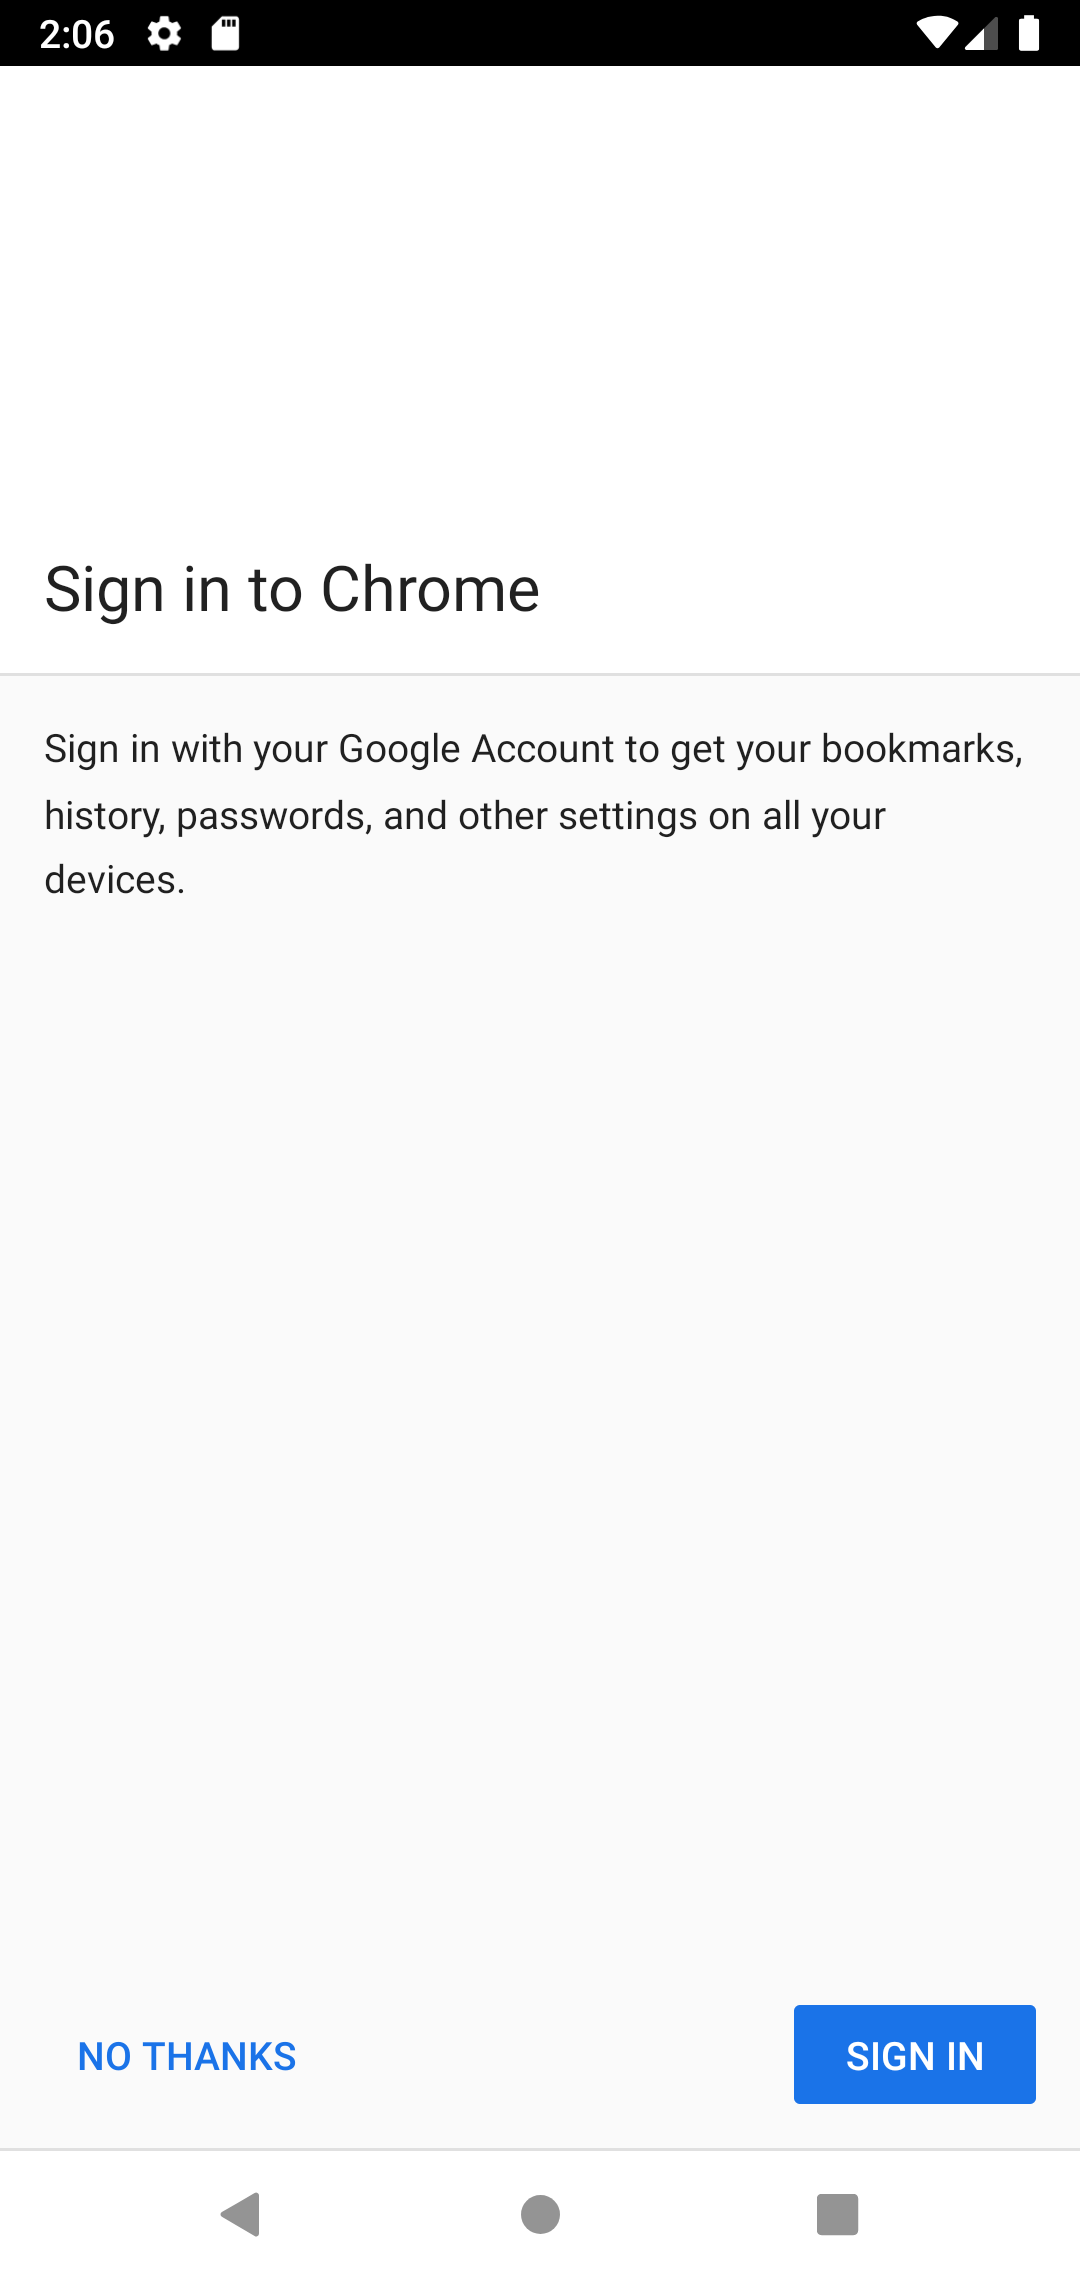 2:06
Sign in to Chrome
Sign in with your Google Account to get your bookmarks,
history, passwords, and other settings on all your
devices.
NO THANKS
SIGN IN